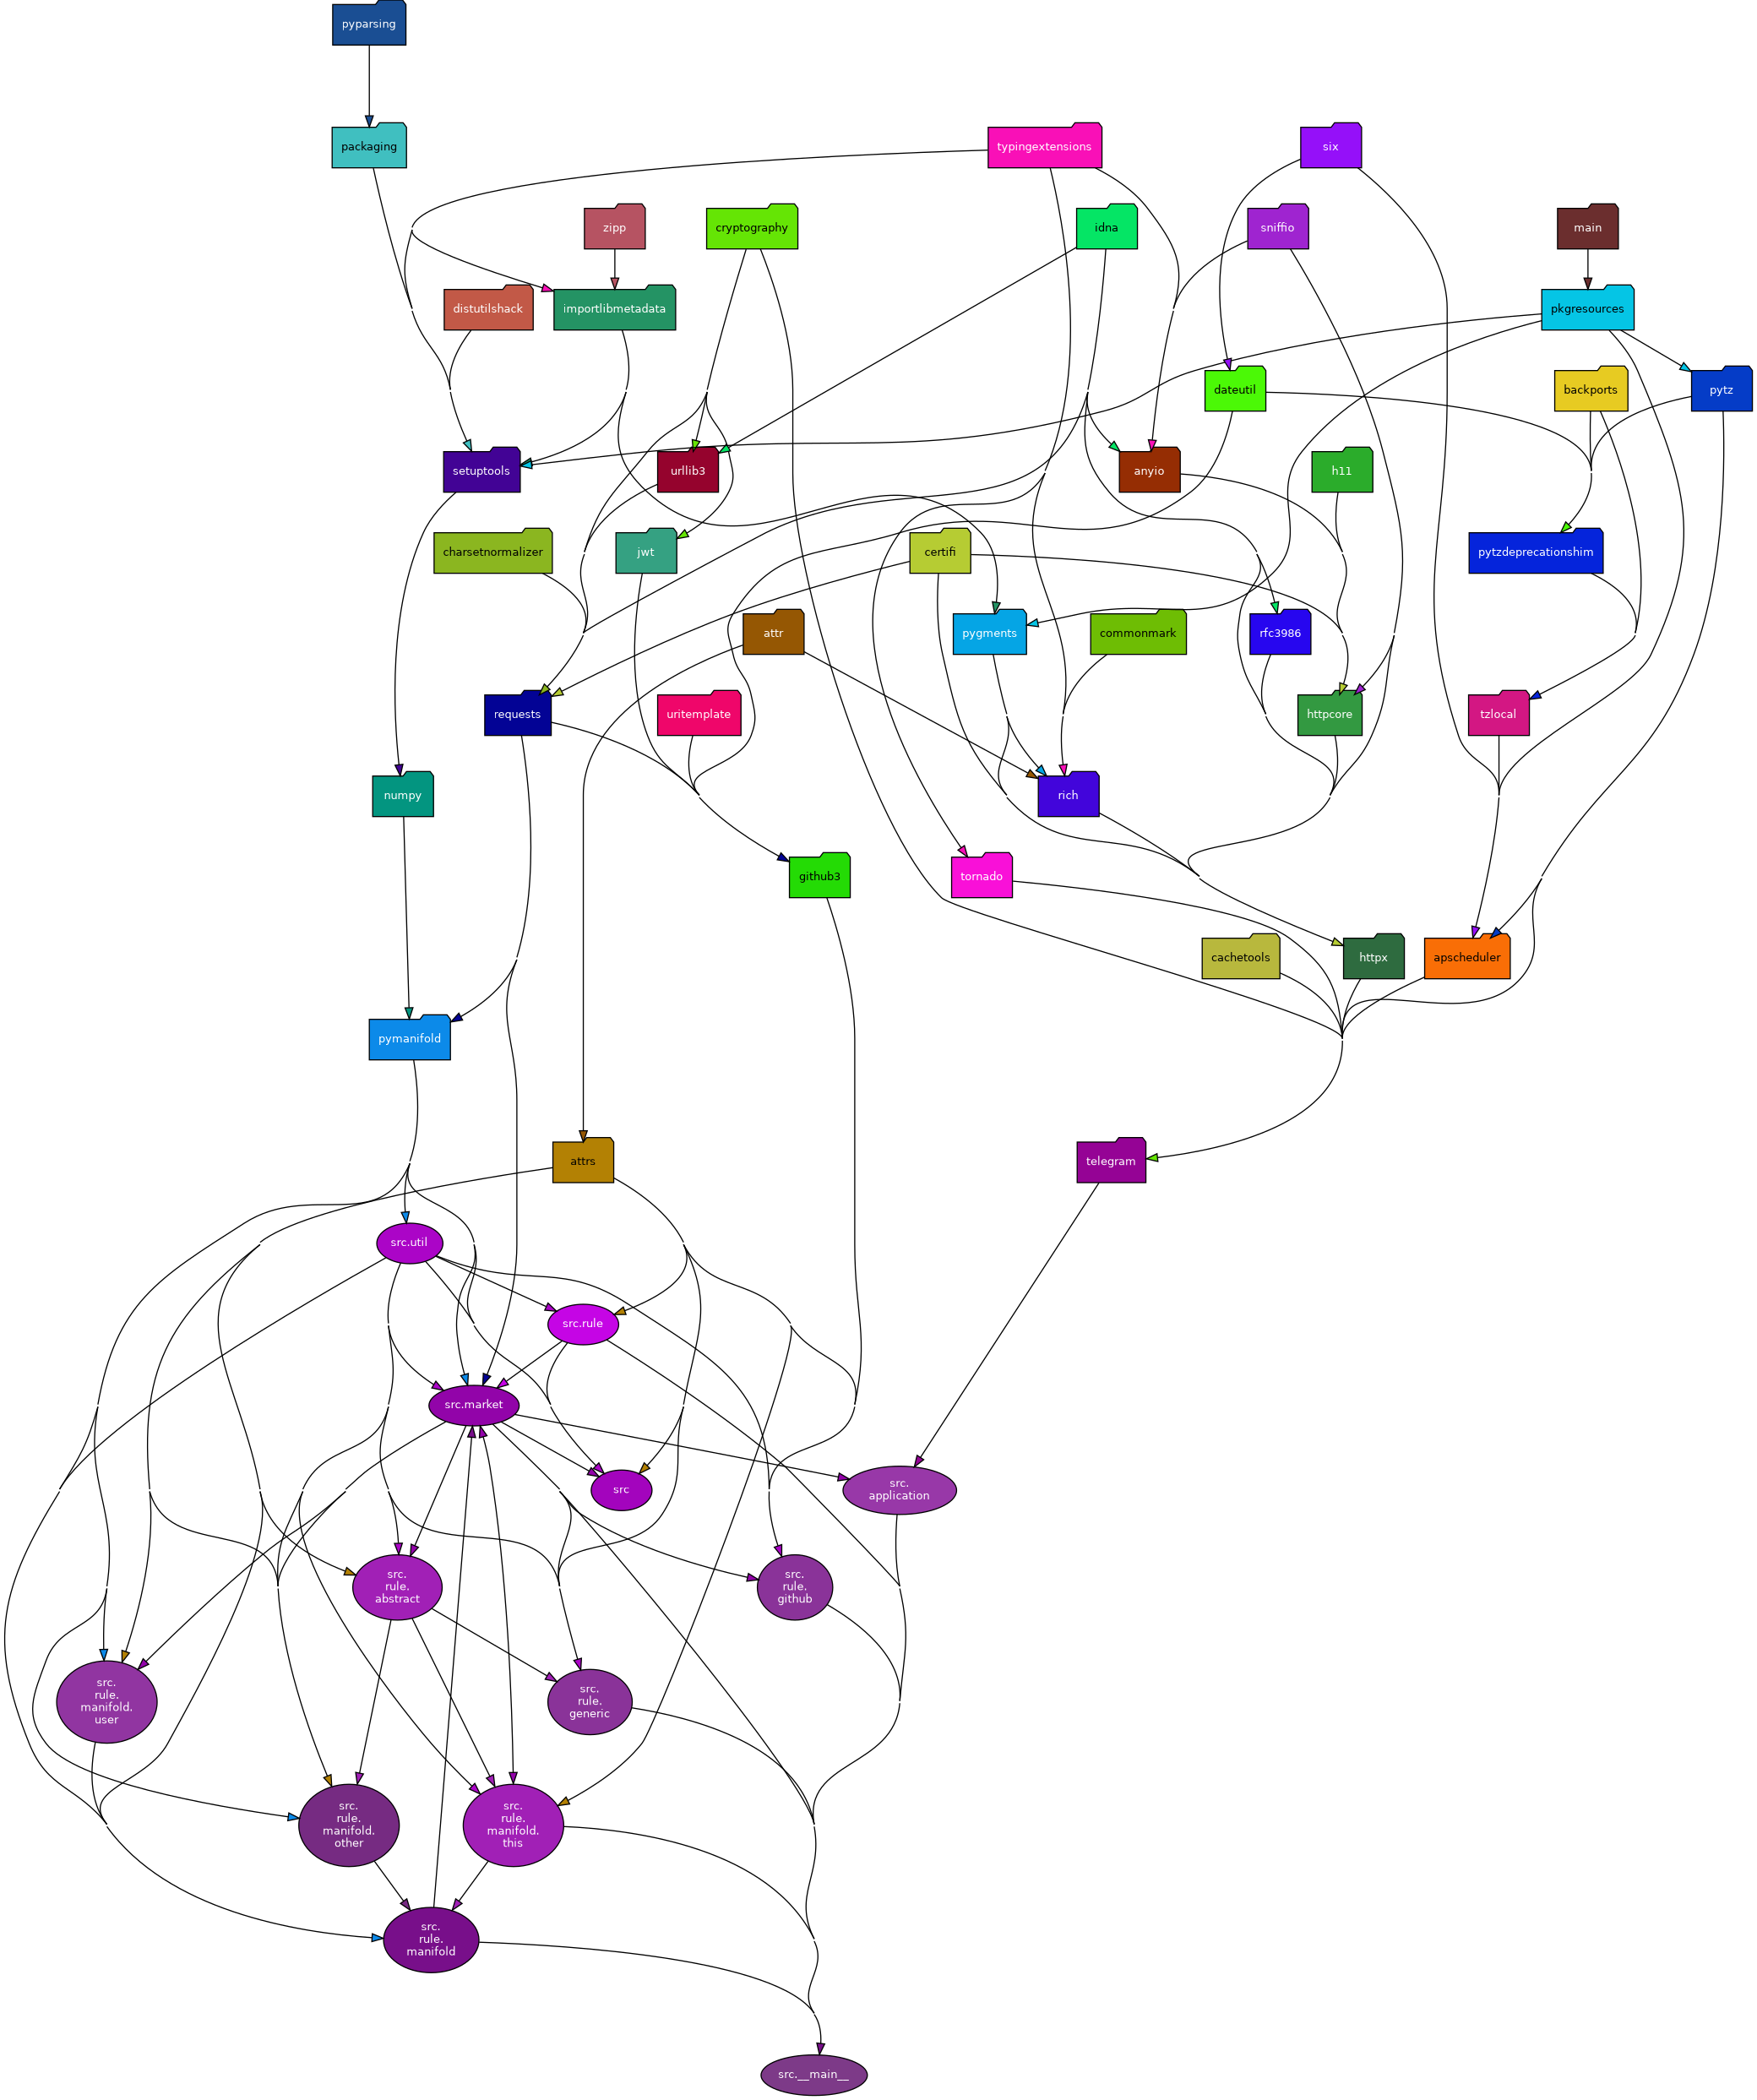 pyparsing
packaging
typingextensions
six
zipp
cryptography
idna
sniffio
main
distutilshack
importlibmetadata
pkgresources
dateutil
backports
pytz
setuptools
urllib3
anyio
h11
charsetnormalizer
jwt
certifi
pytzdeprecationshim
attr
pygments
commonmark
rfc3986
requests
uritemplate
httpcore
tzlocal
numpy
rich
github3
tornado
cachetools
httpx
apscheduler
pymanifold
attrs
telegram
src.util
src.rule
src.market
src
src.
application
src.
rule.
abstract
src.
rule.
github
src.
rule.
manifold.
user
src.
rule.
generic
src.
rule.
manifold.
other
src.
rule.
manifold.
this
src.
rule.
manifold
src.__main__